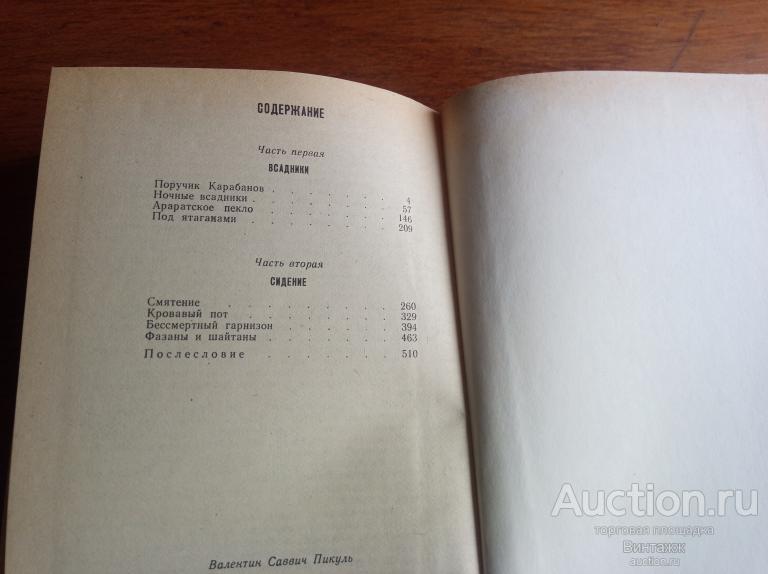 СОДЕРЖАНИЕ
Часть первая
ВСАДНИКИ
Поручик Карабанов . . . . . . . . 4
Ночные всадники . . . . . . . . 57
Араратское пекло . . . . . . . . 146
Под ятаганами . . . . . . . . 209
Часть вторая
СИДЕНИЕ
Смятение . . . . . . . . 260
Кровавый пот . . . . . . . . 329
Бессмертный гарнизон . . . . . . . . 394
Фазаны и шайтаны . . . . . . . . 463
Послесловие . . . . . . . . 510
Валентин Саввич Пикуль
Auction.ru
торговая площадка
Винтажж
auction.ru